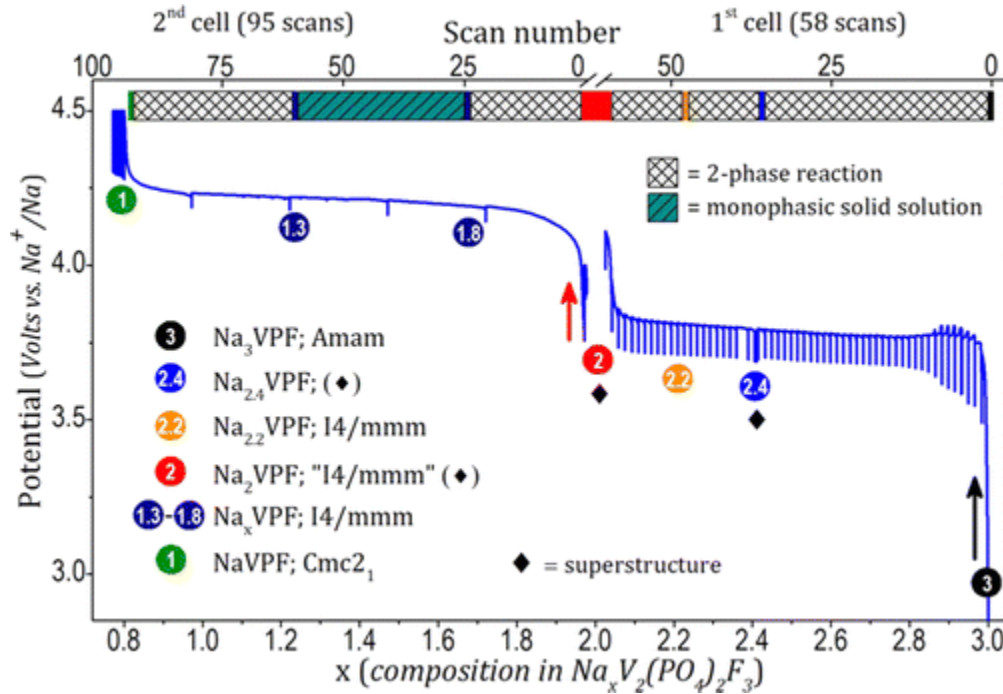 2nd cell (95 scans) Scan number 1st cell (58 scans)
100 75 50 25 0 50 25 0
4.5
= 2-phase reaction
= monophasic solid solution
1 1.3 1.8
4.0
3 Na3VPF; Amam
2 2.2 2.4
2.4 Na2.4VPF; (♦)
3.5
2.2 Na2.2VPF; I4/mmm
2 Na2VPF; "I4/mmm" (♦)
1.3-1.8 NaxVPF; I4/mmm
1 NaVPF; Cmc21
♦ = superstructure
3
3.0
Potential (Volts vs. Na+/Na)
0.8 1.0 1.2 1.4 1.6 1.8 2.0 2.2 2.4 2.6 2.8 3.0
x (composition in NaxV2(PO4)2F3)